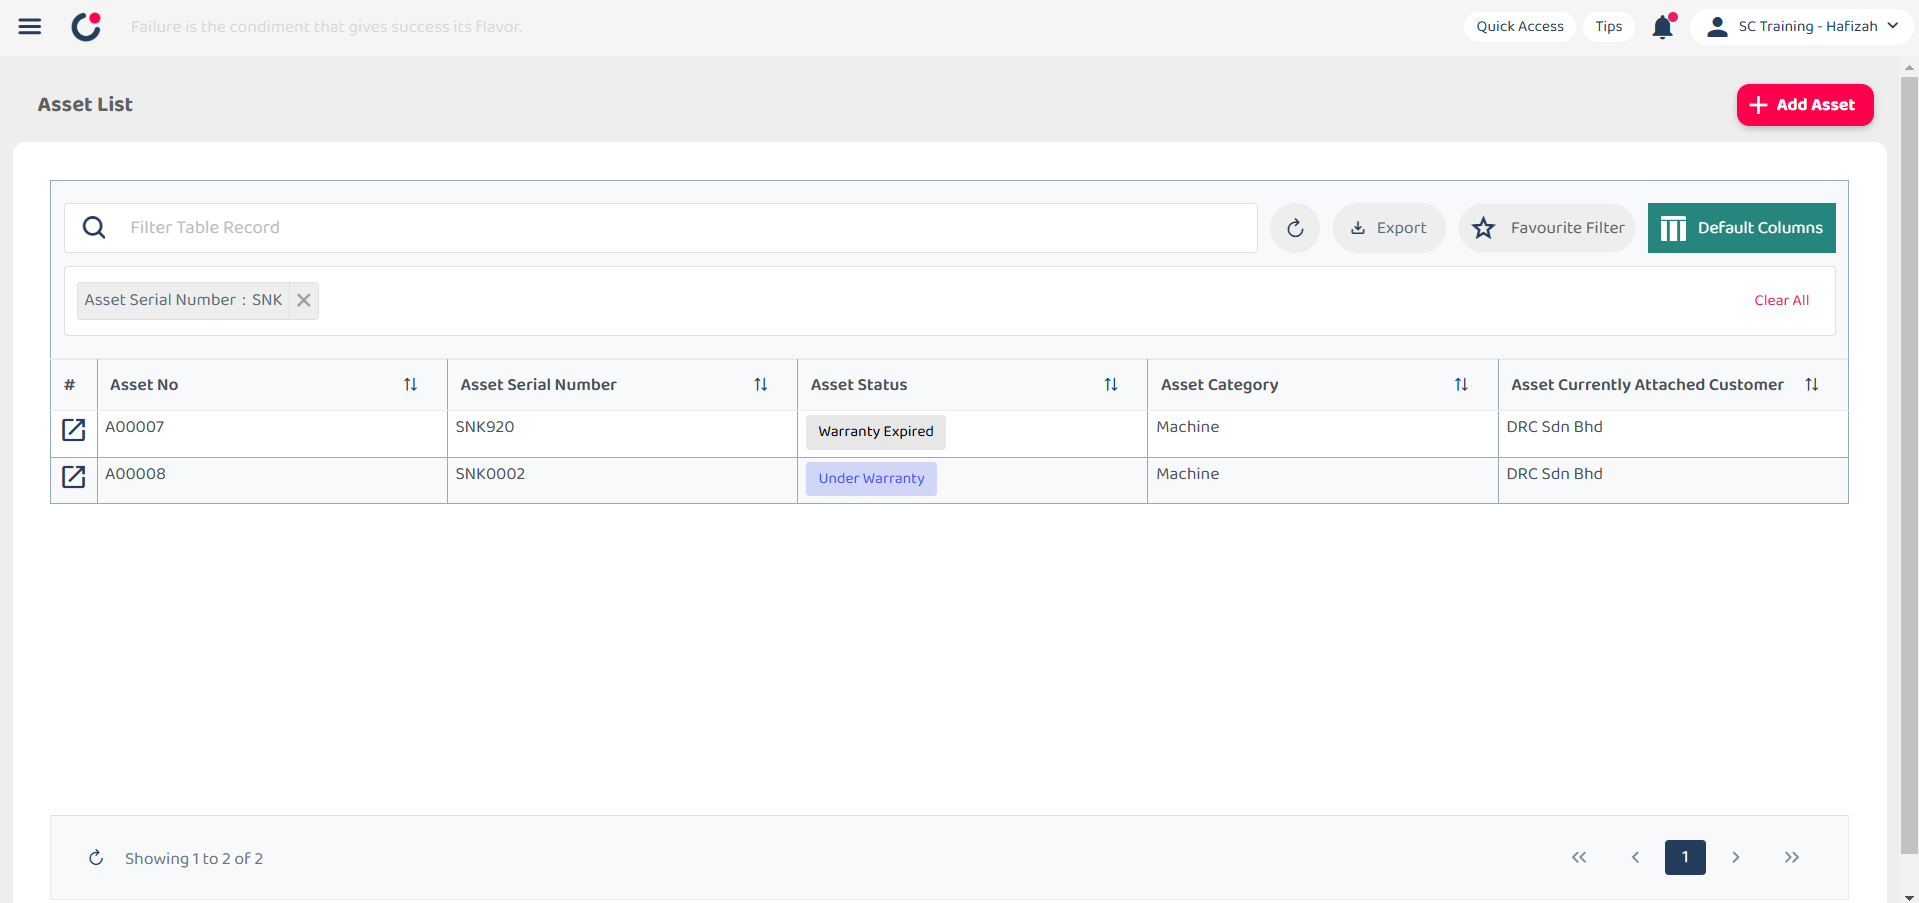 Failure is the condiment that gives success its flavor.
Quick Access
Tips
SC Training - Hafizah
Asset List
Add Asset
Filter Table Record
Export
Favourite Filter
Default Columns
Asset Serial Number : SNK
Clear All
# Asset No Asset Serial Number Asset Status Asset Category Asset Currently Attached Customer
A00007 SNK920 Warranty Expired Machine DRC Sdn Bhd
A00008 SNK0002 Under Warranty Machine DRC Sdn Bhd
Showing 1 to 2 of 2
1